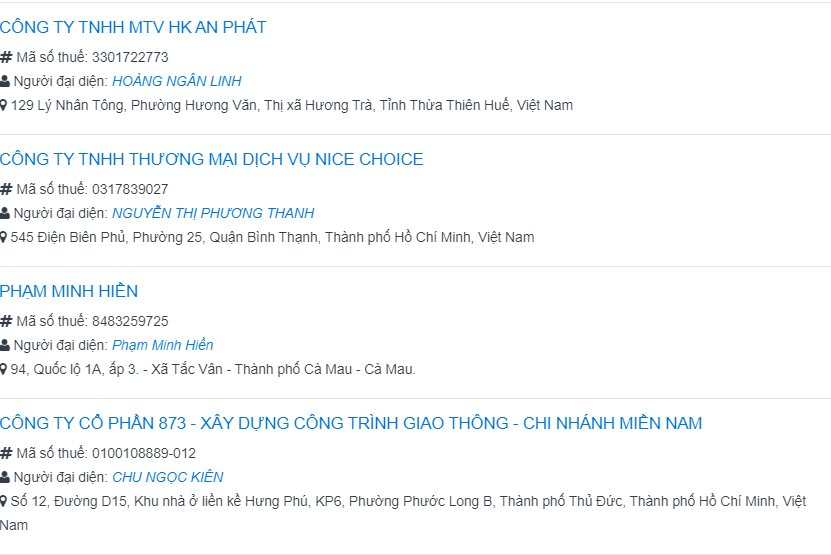 CÔNG TY TNHH MTV HK AN PHÁT
# Mã số thuế: 3301722773
Người đại diện: HOÀNG NGÂN LINH
129 Lý Nhân Tông, Phường Hương Văn, Thị xã Hương Trà, Tỉnh Thừa Thiên Huế, Việt Nam
CÔNG TY TNHH THƯƠNG MẠI DỊCH VỤ NICE CHOICE
# Mã số thuế: 0317839027
Người đại diện: NGUYỄN THỊ PHƯƠNG THANH
545 Điện Biên Phủ, Phường 25, Quận Bình Thạnh, Thành phố Hồ Chí Minh, Việt Nam
PHẠM MINH HIỀN
# Mã số thuế: 8483259725
Người đại diện: Phạm Minh Hiền
94, Quốc lộ 1A, ấp 3. - Xã Tắc Vân - Thành phố Cà Mau - Cà Mau.
CÔNG TY CỔ PHẦN 873 - XÂY DỰNG CÔNG TRÌNH GIAO THÔNG - CHI NHÁNH MIỀN NAM
# Mã số thuế: 0100108889-012
Người đại diện: CHU NGỌC KIÊN
Số 12, Đường D15, Khu nhà ở liền kề Hưng Phú, KP6, Phường Phước Long B, Thành phố Thủ Đức, Thành phố Hồ Chí Minh, Việt
Nam